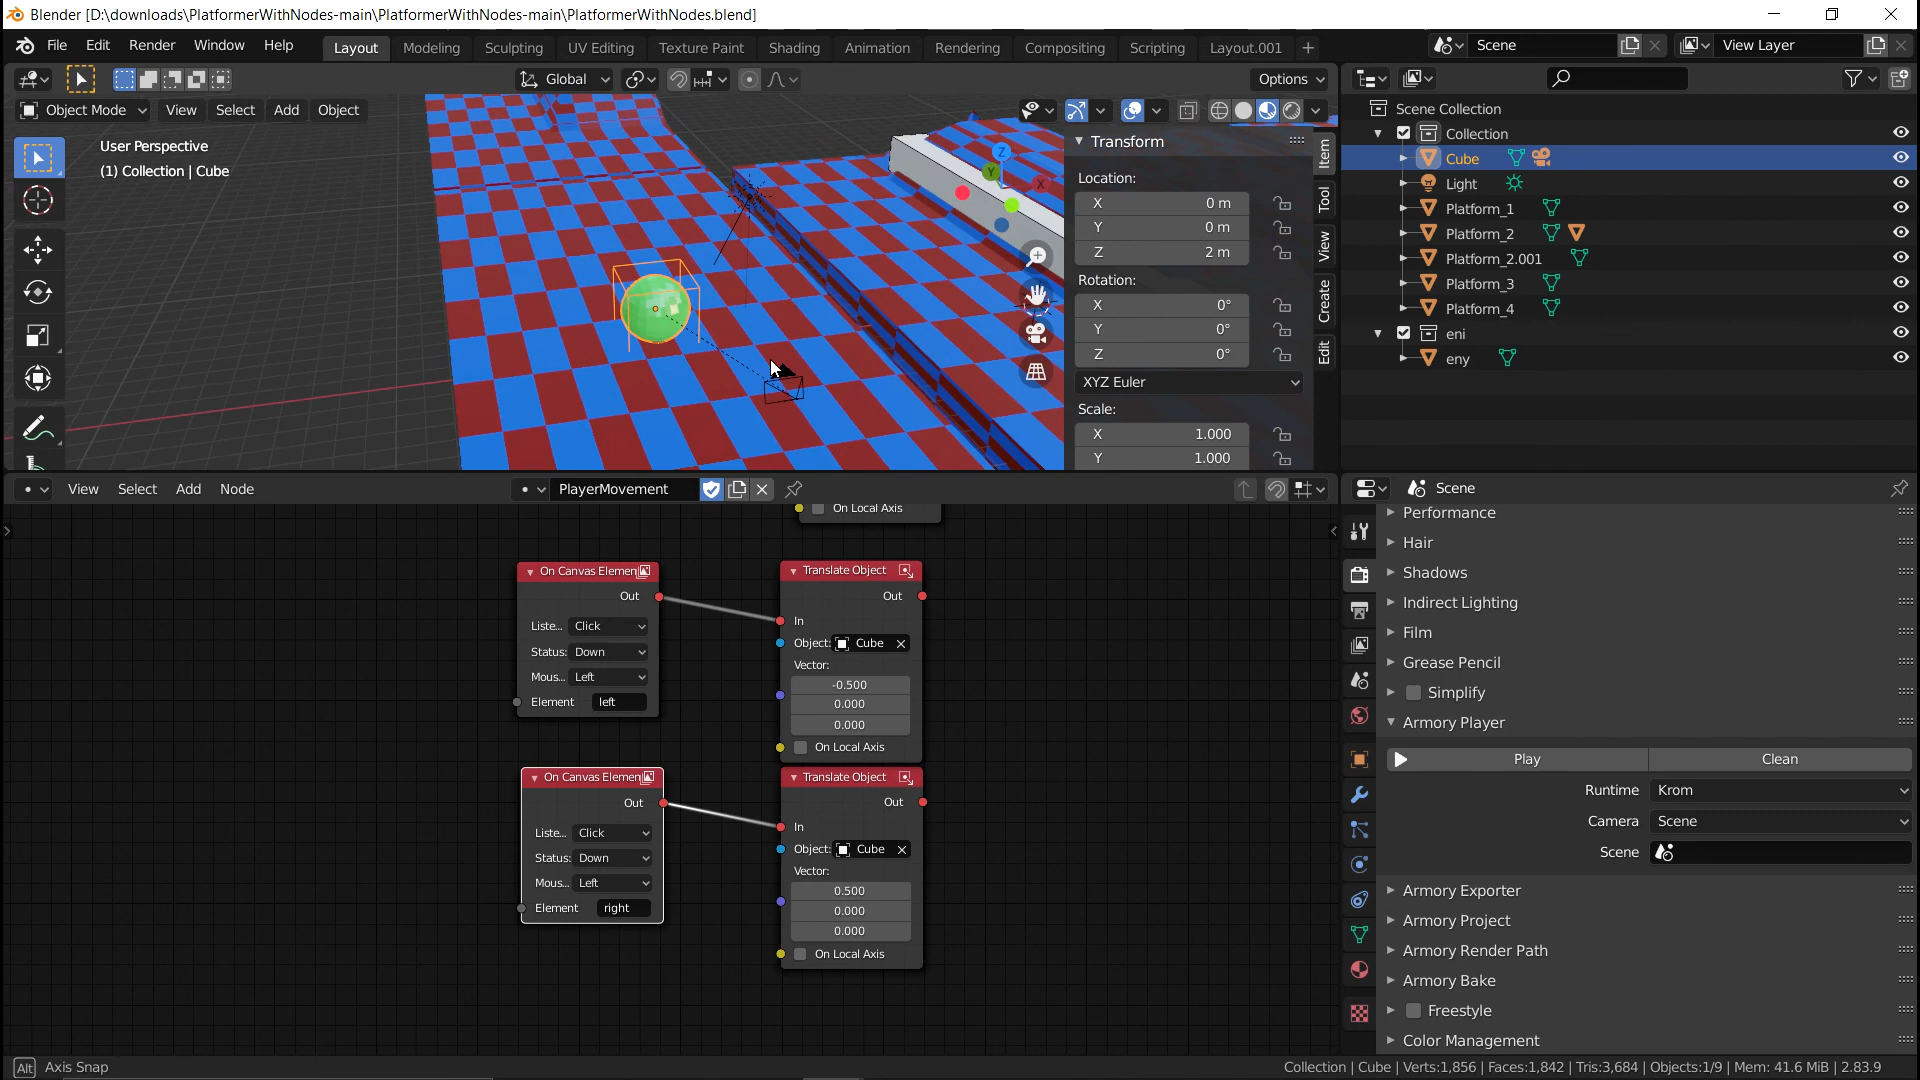 Blender [D:\downloads\PlatformerWithNodes-main\PlatformerWithNodes-main\PlatformerWithNodes.blend]
File Edit Render Window Help Layout Modeling Sculpting UV Editing Texture Paint Shading Animation Rendering Compositing Scripting Layout.001 + Scene View Layer
Global Options
Object Mode View Select Add Object
User Perspective
(1) Collection | Cube
Z
Y
X
Transform
Location:
X 0 m
Y 0 m
Z 2 m
Rotation:
X 0°
Y 0°
Z 0°
XYZ Euler
Scale:
X 1.000
Y 1.000
Item
Tool
View
Create
Edit
Scene Collection
Collection
Cube
Light
Platform_1
Platform_2
Platform_2.001
Platform_3
Platform_4
eni
eny
View Select Add Node PlayerMovement
On Local Axis
On Canvas Elemen
Out
Liste... Click
Status: Down
Mous... Left
Element left
Translate Object
Out
In
Object: Cube
Vector:
-0.500
0.000
0.000
On Local Axis
On Canvas Elemen
Out
Liste... Click
Status: Down
Mous... Left
Element right
Translate Object
Out
In
Object: Cube
Vector:
0.500
0.000
0.000
On Local Axis
Scene
Performance
Hair
Shadows
Indirect Lighting
Film
Grease Pencil
Simplify
Armory Player
Play Clean
Runtime Krom
Camera Scene
Scene
Armory Exporter
Armory Project
Armory Render Path
Armory Bake
Freestyle
Color Management
Alt Axis Snap
Collection | Cube | Verts:1,856 | Faces:1,842 | Tris:3,684 | Objects:1/9 | Mem: 41.6 MiB | 2.83.9